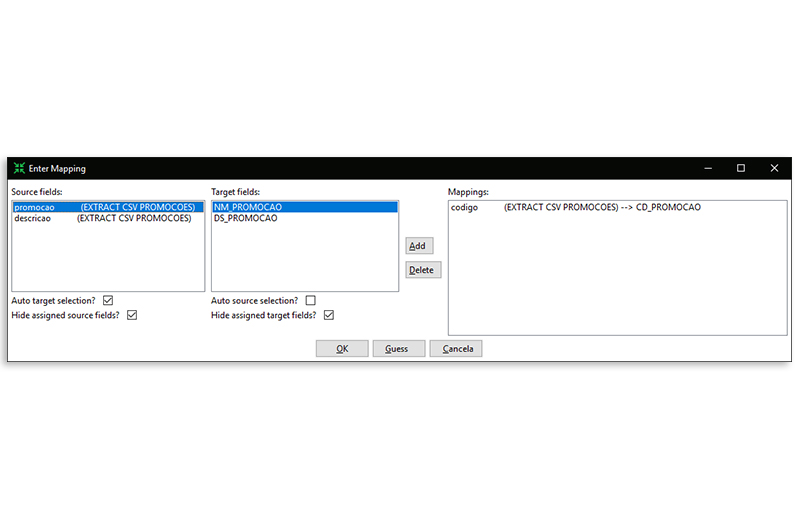 Enter Mapping
Source fields:
promocao (EXTRACT CSV PROMOCOES)
descricao (EXTRACT CSV PROMOCOES)
Auto target selection?
Hide assigned source fields?
Target fields:
NM_PROMOCAO
DS_PROMOCAO
Auto source selection?
Hide assigned target fields?
Add
Delete
Mappings:
codigo (EXTRACT CSV PROMOCOES) --> CD_PROMOCAO
OK
Guess
Cancela